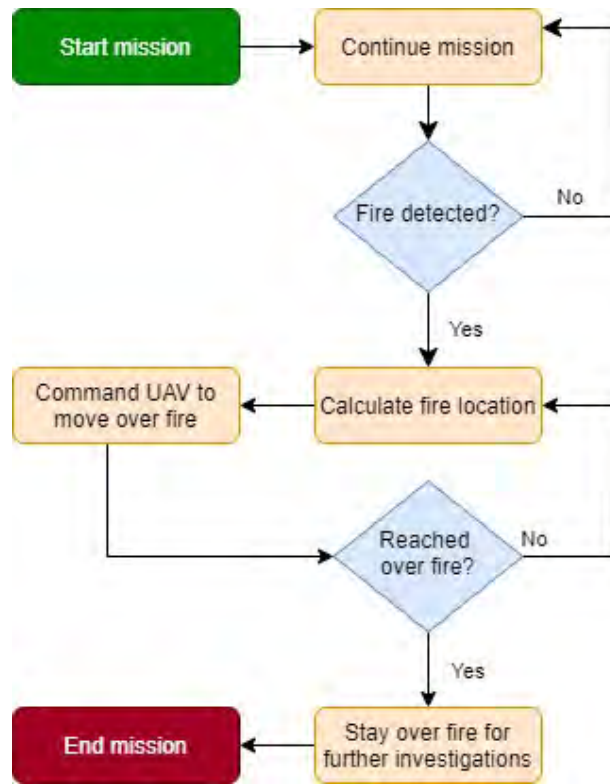 Start mission
Continue mission
Fire detected?
No
Yes
Command UAV to
move over fire
Calculate fire location
Reached
over fire?
No
Yes
End mission
Stay over fire for
further investigations